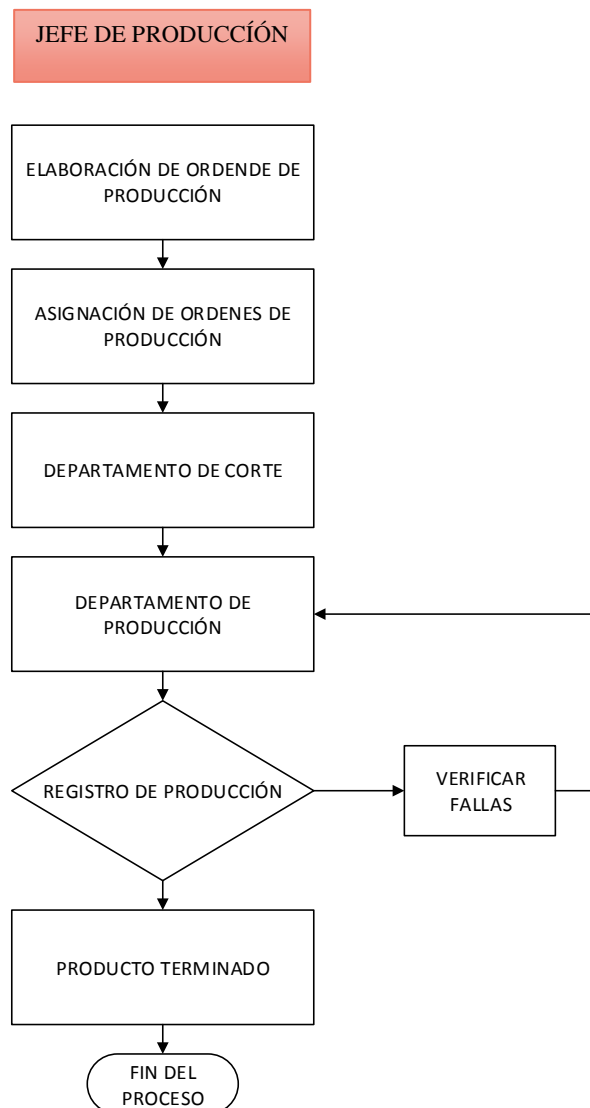 JEFE DE PRODUCCÍÓN
ELABORACIÓN DE ORDENDE DE
PRODUCCIÓN
ASIGNACIÓN DE ORDENES DE
PRODUCCIÓN
DEPARTAMENTO DE CORTE
DEPARTAMENTO DE
PRODUCCIÓN
REGISTRO DE PRODUCCIÓN
VERIFICAR
FALLAS
PRODUCTO TERMINADO
FIN DEL
PROCESO